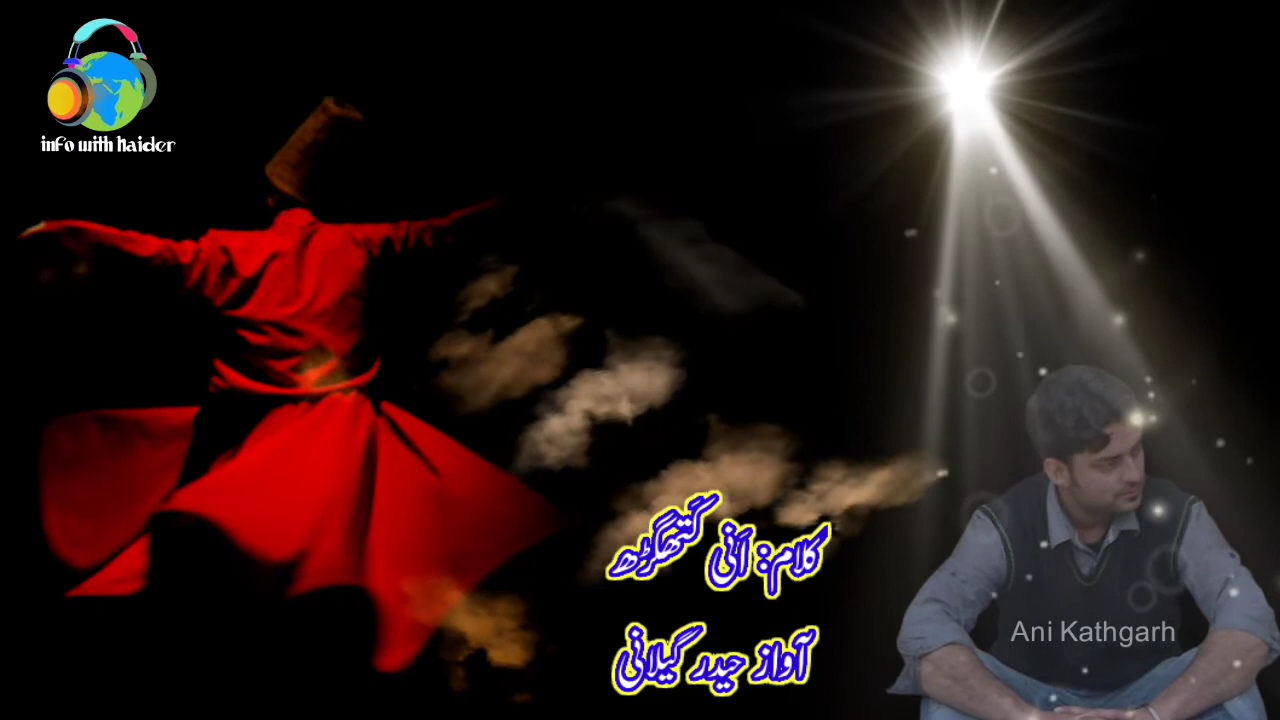 info with haider
کلام: آنی کتھگڑھ
آواز حیدر گیلانی
Ani Kathgarh